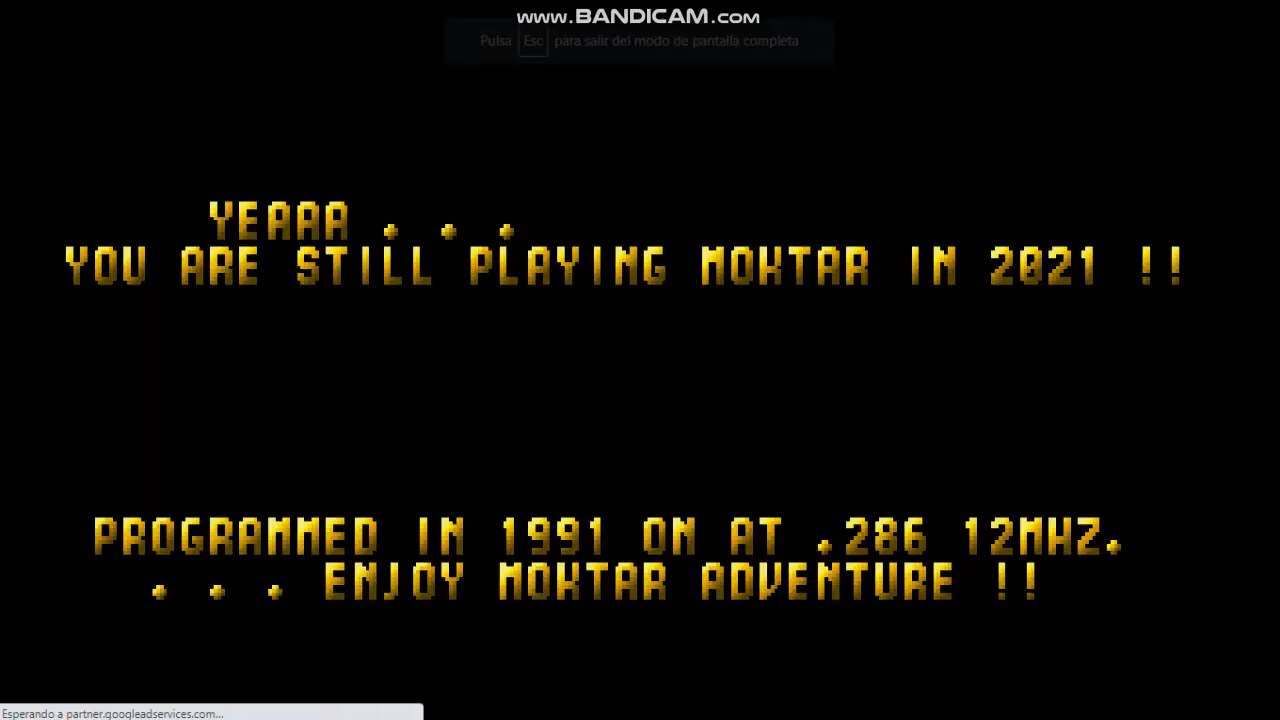 www.BANDICAM.com
Pulsa Esc para salir del modo de pantalla completa
YEAAA . . .
YOU ARE STILL PLAYING MOKTAR IN 2021 !!
PROGRAMMED IN 1991 ON AT .286 12MHZ.
. . . ENJOY MOKTAR ADVENTURE !!
Esperando a partner.googleadservices.com...